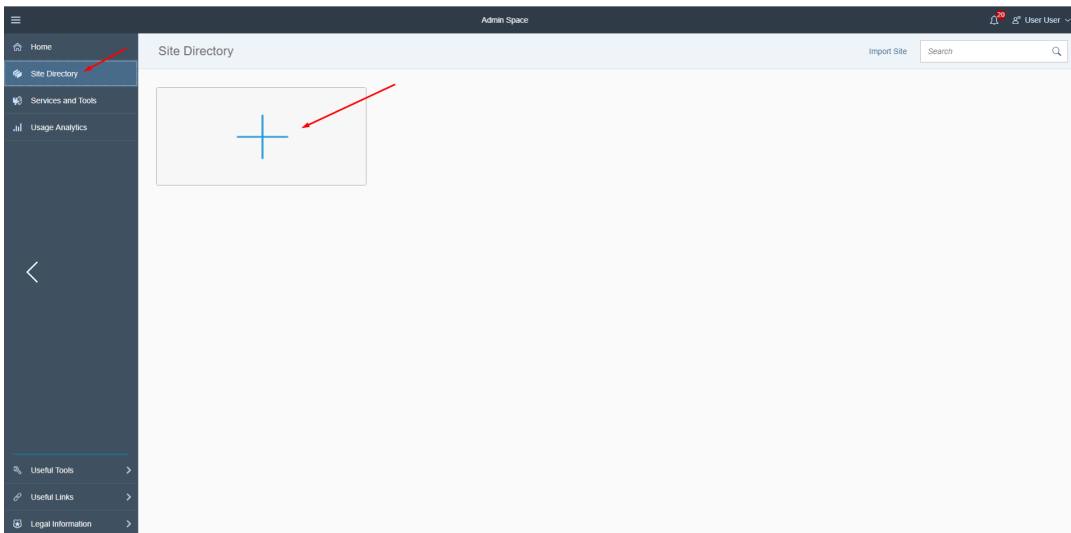 Admin Space
20
User User
Home
Site Directory
Services and Tools
Usage Analytics
Useful Tools
Useful Links
Legal Information
Site Directory
Import Site
Search